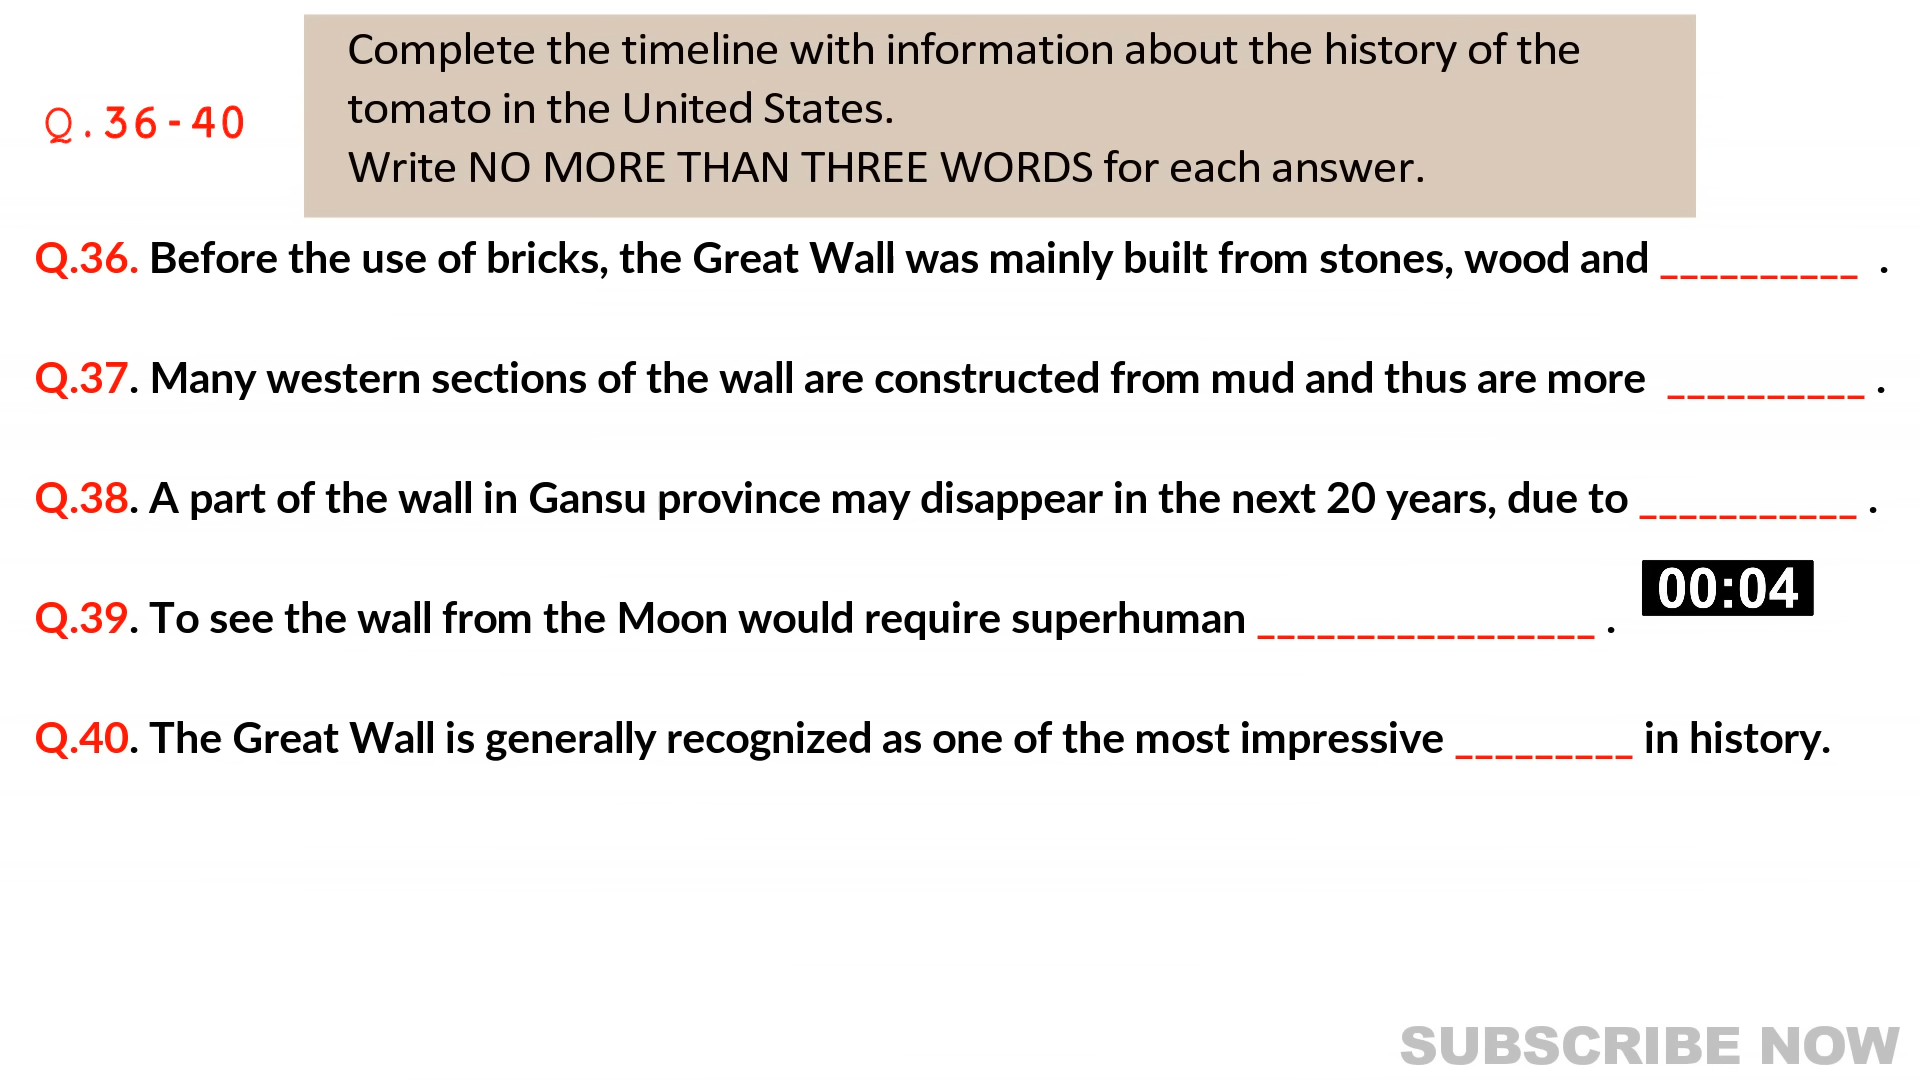 Complete the timeline with information about the history of the
tomato in the United States.
Q.36-40
Write NO MORE THAN THREE WORDS for each answer.
Q.36. Before the use of bricks, the Great Wall was mainly built from stones, wood and __________ .
Q.37. Many western sections of the wall are constructed from mud and thus are more __________ .
Q.38. A part of the wall in Gansu province may disappear in the next 20 years, due to ___________ .
00:04
Q.39. To see the wall from the Moon would require superhuman _________________ .
Q.40. The Great Wall is generally recognized as one of the most impressive _________ in history.
SUBSCRIBE NOW